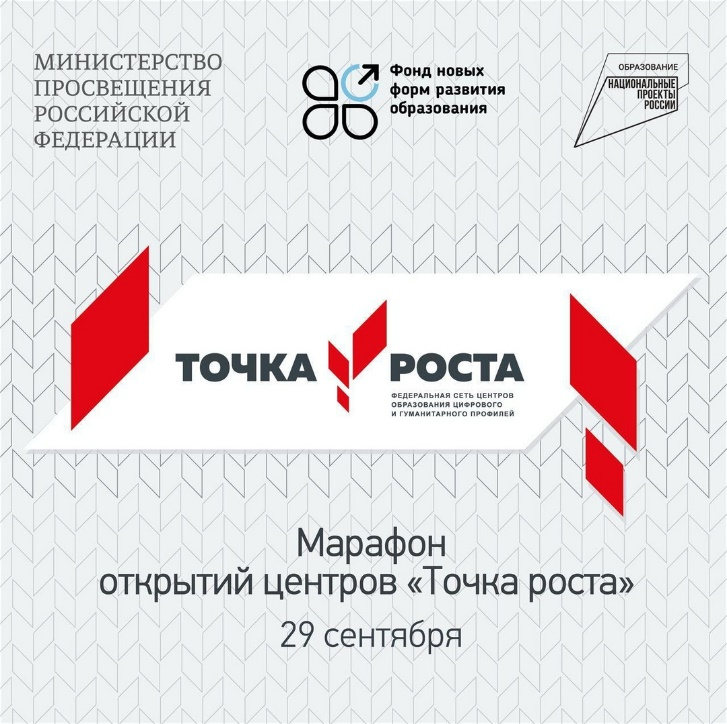 МИНИСТЕРСТВО
ПРОСВЕЩЕНИЯ
РОССИЙСКОЙ
ФЕДЕРАЦИИ
Фонд новых
форм развития
образования
ОБРАЗОВАНИЕ
НАЦИОНАЛЬНЫЕ
ПРОЕКТЫ
РОССИИ
ТОЧКА РОСТА
ФЕДЕРАЛЬНАЯ СЕТЬ ЦЕНТРОВ
ОБРАЗОВАНИЯ ЦИФРОВОГО
И ГУМАНИТАРНОГО ПРОФИЛЕЙ
Марафон
открытий центров «Точка роста»
29 сентября